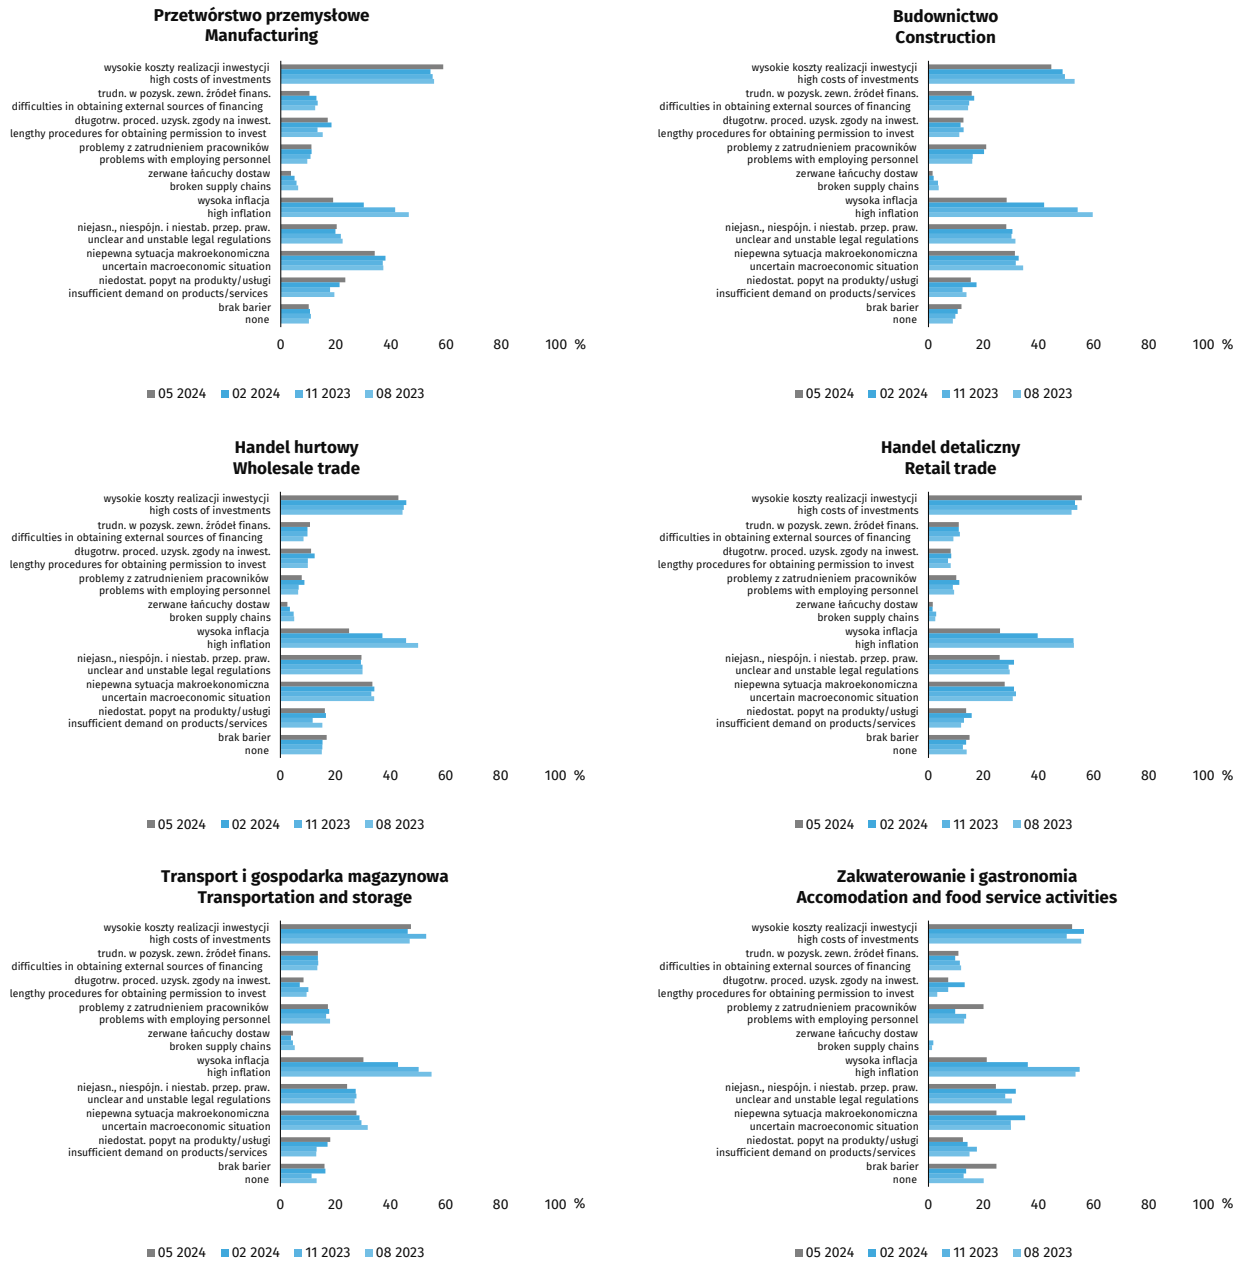 Przetwórstwo przemysłowe
Manufacturing
wysokie koszty realizacji inwestycji
high costs of investments
trudn. w pozysk. zewn. źródeł finans.
difficulties in obtaining external sources of financing
długotrw. proced. uzysk. zgody na inwest.
lengthy procedures for obtaining permission to invest
problemy z zatrudnieniem pracowników
problems with employing personnel
zerwane łańcuchy dostaw
broken supply chains
wysoka inflacja
high inflation
niejasn., niespójn. i niestab. przep. praw.
unclear and unstable legal regulations
niepewna sytuacja makroekonomiczna
uncertain macroeconomic situation
niedostat. popyt na produkty/usługi
insufficient demand on products/services
brak barier
none
0 20 40 60 80 100 %
05 2024 02 2024 11 2023 08 2023
Budownictwo
Construction
wysokie koszty realizacji inwestycji
high costs of investments
trudn. w pozysk. zewn. źródeł finans.
difficulties in obtaining external sources of financing
długotrw. proced. uzysk. zgody na inwest.
lengthy procedures for obtaining permission to invest
problemy z zatrudnieniem pracowników
problems with employing personnel
zerwane łańcuchy dostaw
broken supply chains
wysoka inflacja
high inflation
niejasn., niespójn. i niestab. przep. praw.
unclear and unstable legal regulations
niepewna sytuacja makroekonomiczna
uncertain macroeconomic situation
niedostat. popyt na produkty/usługi
insufficient demand on products/services
brak barier
none
0 20 40 60 80 100 %
05 2024 02 2024 11 2023 08 2023
Handel hurtowy
Wholesale trade
wysokie koszty realizacji inwestycji
high costs of investments
trudn. w pozysk. zewn. źródeł finans.
difficulties in obtaining external sources of financing
długotrw. proced. uzysk. zgody na inwest.
lengthy procedures for obtaining permission to invest
problemy z zatrudnieniem pracowników
problems with employing personnel
zerwane łańcuchy dostaw
broken supply chains
wysoka inflacja
high inflation
niejasn., niespójn. i niestab. przep. praw.
unclear and unstable legal regulations
niepewna sytuacja makroekonomiczna
uncertain macroeconomic situation
niedostat. popyt na produkty/usługi
insufficient demand on products/services
brak barier
none
0 20 40 60 80 100 %
05 2024 02 2024 11 2023 08 2023
Handel detaliczny
Retail trade
wysokie koszty realizacji inwestycji
high costs of investments
trudn. w pozysk. zewn. źródeł finans.
difficulties in obtaining external sources of financing
długotrw. proced. uzysk. zgody na inwest.
lengthy procedures for obtaining permission to invest
problemy z zatrudnieniem pracowników
problems with employing personnel
zerwane łańcuchy dostaw
broken supply chains
wysoka inflacja
high inflation
niejasn., niespójn. i niestab. przep. praw.
unclear and unstable legal regulations
niepewna sytuacja makroekonomiczna
uncertain macroeconomic situation
niedostat. popyt na produkty/usługi
insufficient demand on products/services
brak barier
none
0 20 40 60 80 100 %
05 2024 02 2024 11 2023 08 2023
Transport i gospodarka magazynowa
Transportation and storage
wysokie koszty realizacji inwestycji
high costs of investments
trudn. w pozysk. zewn. źródeł finans.
difficulties in obtaining external sources of financing
długotrw. proced. uzysk. zgody na inwest.
lengthy procedures for obtaining permission to invest
problemy z zatrudnieniem pracowników
problems with employing personnel
zerwane łańcuchy dostaw
broken supply chains
wysoka inflacja
high inflation
niejasn., niespójn. i niestab. przep. praw.
unclear and unstable legal regulations
niepewna sytuacja makroekonomiczna
uncertain macroeconomic situation
niedostat. popyt na produkty/usługi
insufficient demand on products/services
brak barier
none
0 20 40 60 80 100 %
05 2024 02 2024 11 2023 08 2023
Zakwaterowanie i gastronomia
Accomodation and food service activities
wysokie koszty realizacji inwestycji
high costs of investments
trudn. w pozysk. zewn. źródeł finans.
difficulties in obtaining external sources of financing
długotrw. proced. uzysk. zgody na inwest.
lengthy procedures for obtaining permission to invest
problemy z zatrudnieniem pracowników
problems with employing personnel
zerwane łańcuchy dostaw
broken supply chains
wysoka inflacja
high inflation
niejasn., niespójn. i niestab. przep. praw.
unclear and unstable legal regulations
niepewna sytuacja makroekonomiczna
uncertain macroeconomic situation
niedostat. popyt na produkty/usługi
insufficient demand on products/services
brak barier
none
0 20 40 60 80 100 %
05 2024 02 2024 11 2023 08 2023